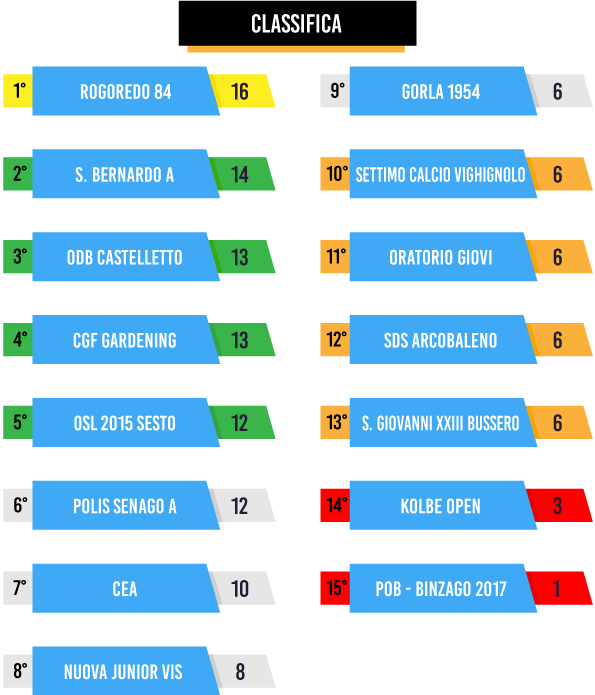 CLASSIFICA
1° ROGOREDO 84 16
2° S. BERNARDO A 14
3° ODB CASTELLETTO 13
4° CGF GARDENING 13
5° OSL 2015 SESTO 12
6° POLIS SENAGO A 12
7° CEA 10
8° NUOVA JUNIOR VIS 8
9° GORLA 1954 6
10° SETTIMO CALCIO VIGHIGNOLO 6
11° ORATORIO GIOVI 6
12° SDS ARCOBALENO 6
13° S. GIOVANNI XXIII BUSSERO 6
14° KOLBE OPEN 3
15° POB - BINZAGO 2017 1